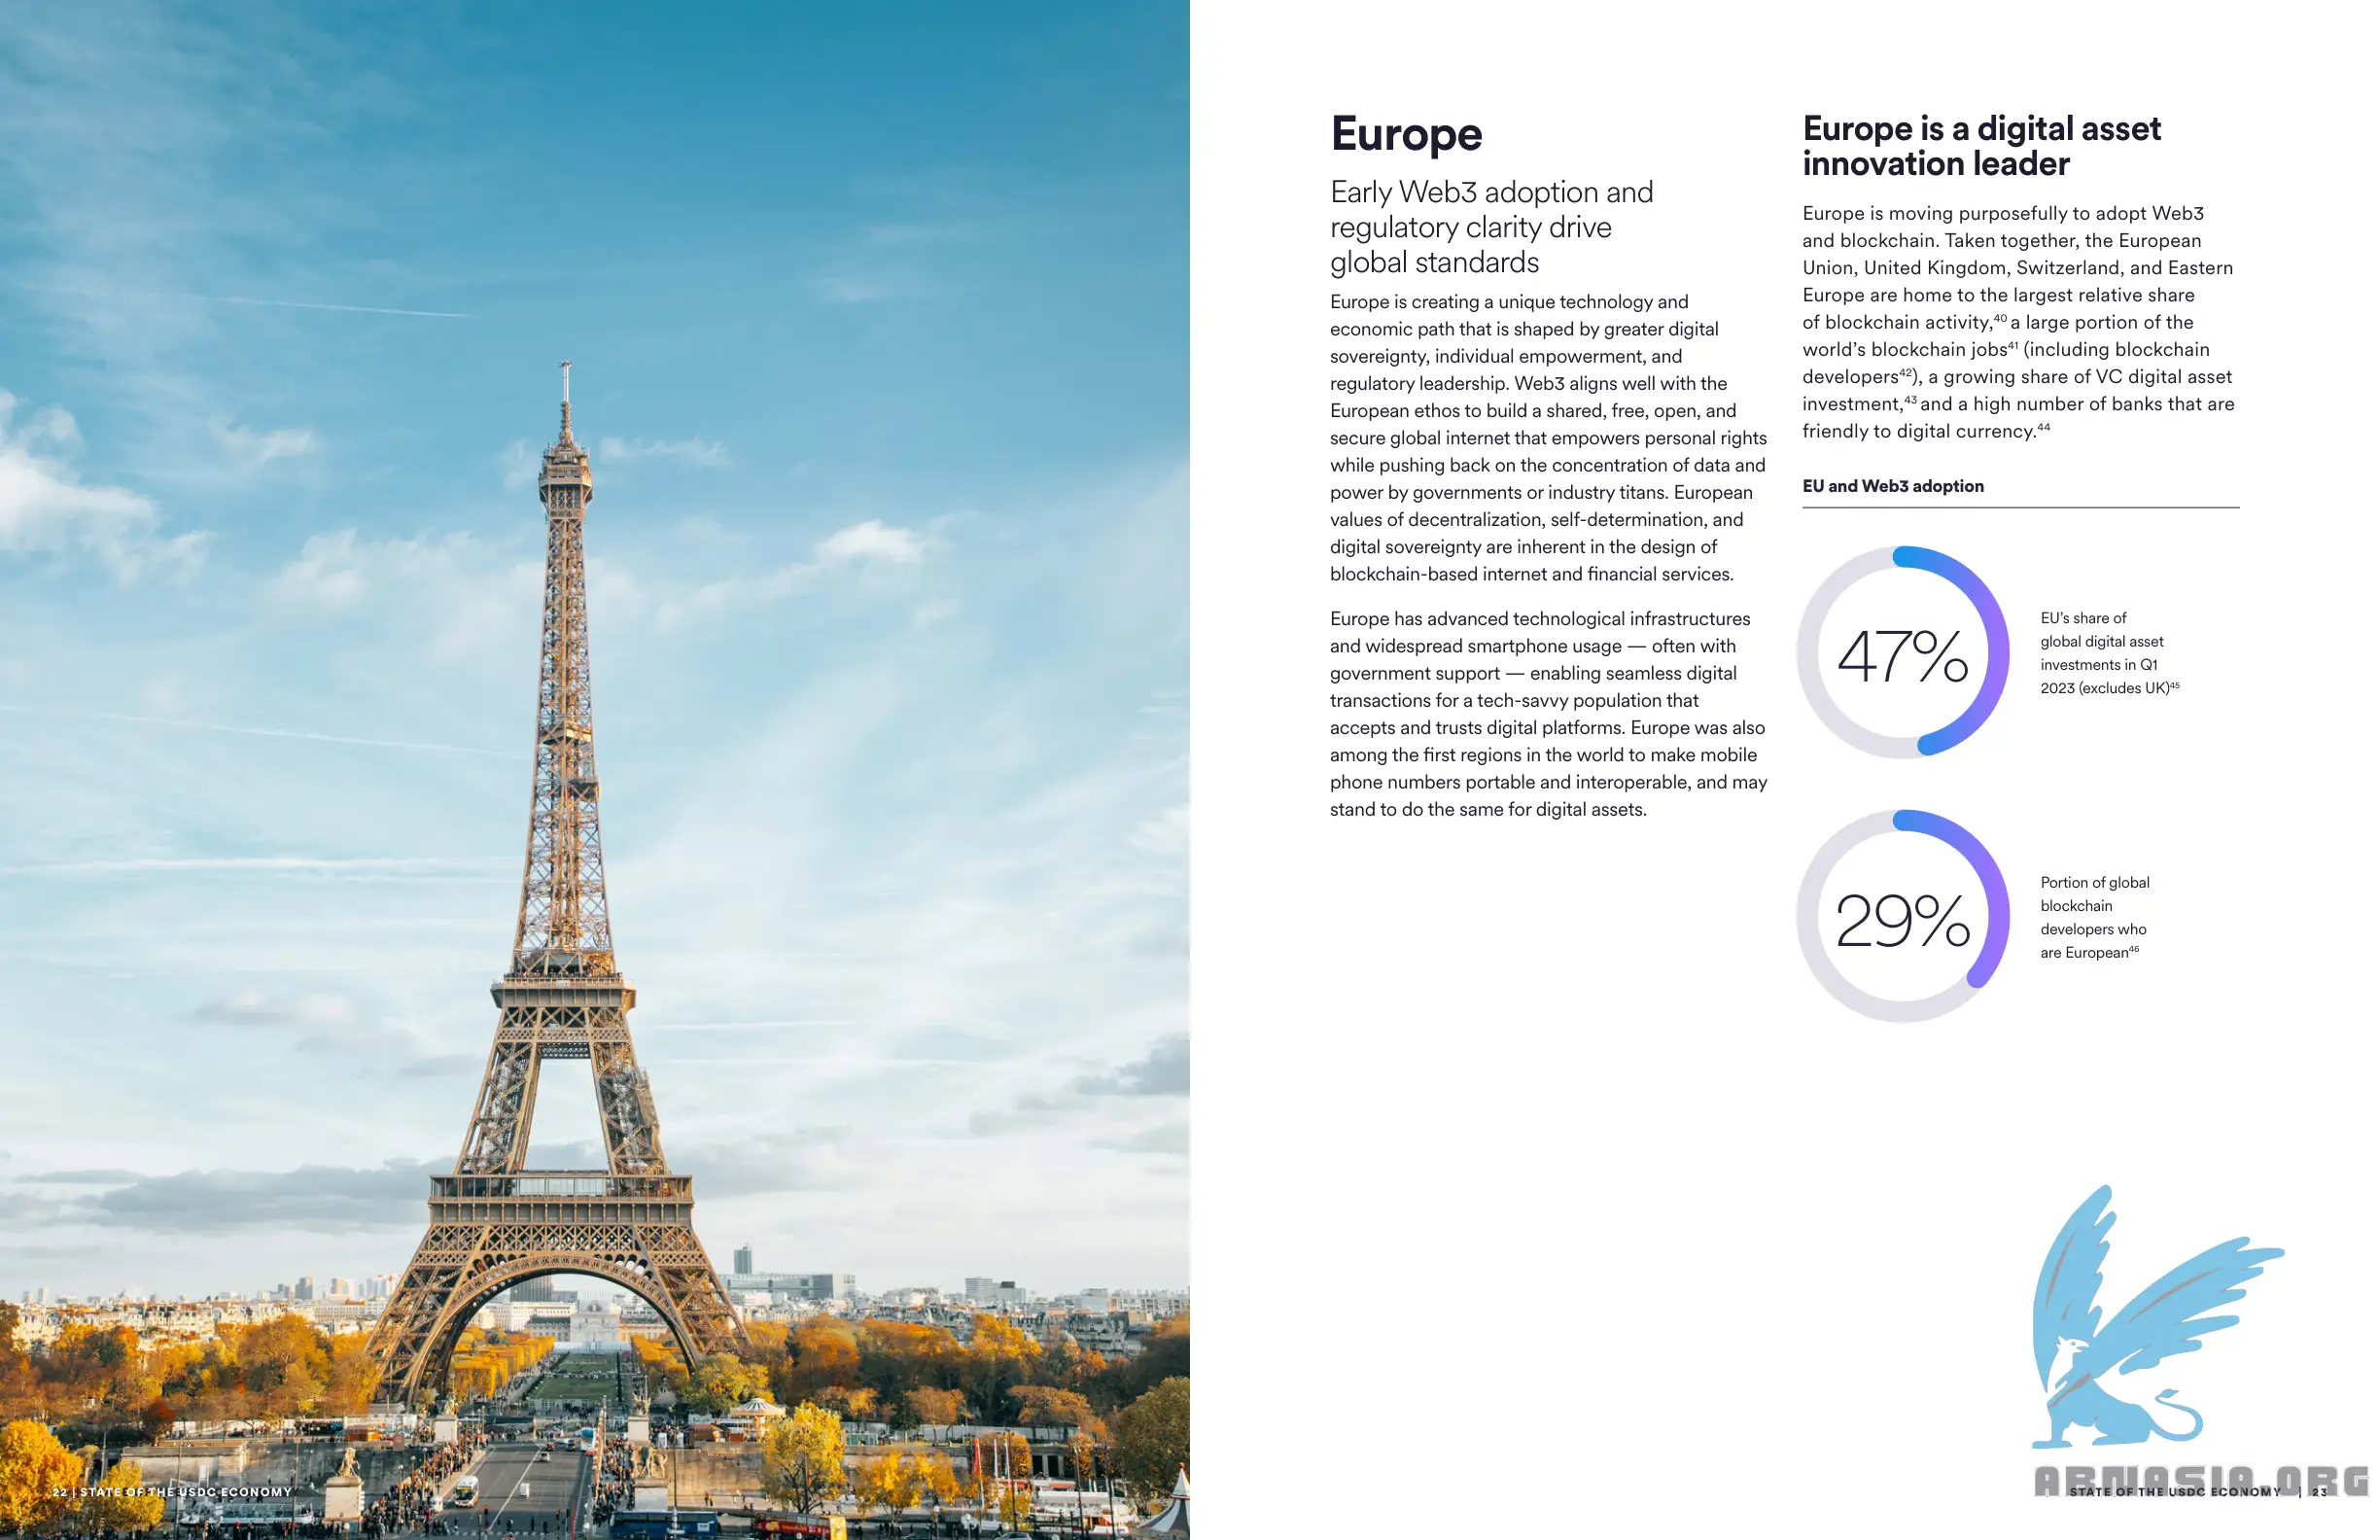 Europe
Early Web3 adoption and
regulatory clarity drive
global standards
Europe is creating a unique technology and
economic path that is shaped by greater digital
sovereignty, individual empowerment, and
regulatory leadership. Web3 aligns well with the
European ethos to build a shared, free, open, and
secure global internet that empowers personal rights
while pushing back on the concentration of data and
power by governments or industry titans. European
values of decentralization, self-determination, and
digital sovereignty are inherent in the design of
blockchain-based internet and financial services.
Europe has advanced technological infrastructures
and widespread smartphone usage — often with
government support — enabling seamless digital
transactions for a tech-savvy population that
accepts and trusts digital platforms. Europe was also
among the first regions in the world to make mobile
phone numbers portable and interoperable, and may
stand to do the same for digital assets.
Europe is a digital asset
innovation leader
Europe is moving purposefully to adopt Web3
and blockchain. Taken together, the European
Union, United Kingdom, Switzerland, and Eastern
Europe are home to the largest relative share
of blockchain activity,⁴⁰ a large portion of the
world’s blockchain jobs⁴¹ (including blockchain
developers⁴²), a growing share of VC digital asset
investment,⁴³ and a high number of banks that are
friendly to digital currency.⁴⁴
EU and Web3 adoption
47%
EU’s share of
global digital asset
investments in Q1
2023 (excludes UK)⁴⁵
29%
Portion of global
blockchain
developers who
are European⁴⁶
22 | STATE OF THE USDC ECONOMY
ARMASIA.ORG
STATE OF THE USDC ECONOMY | 23